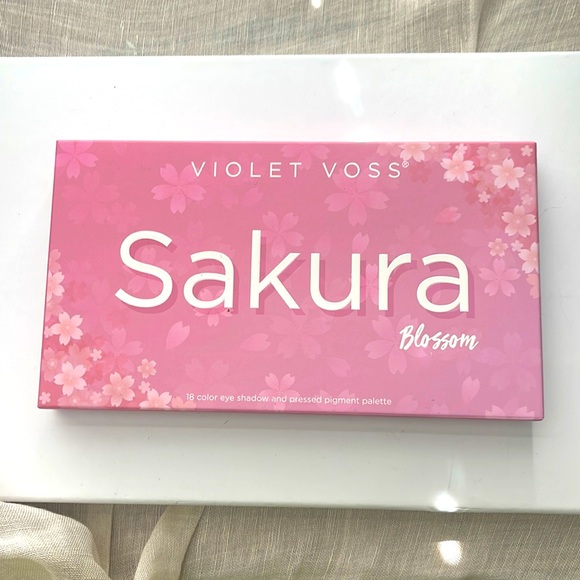 VIOLET VOSS®
Sakura
Blossom
18 color eye shadow and pressed pigment palette